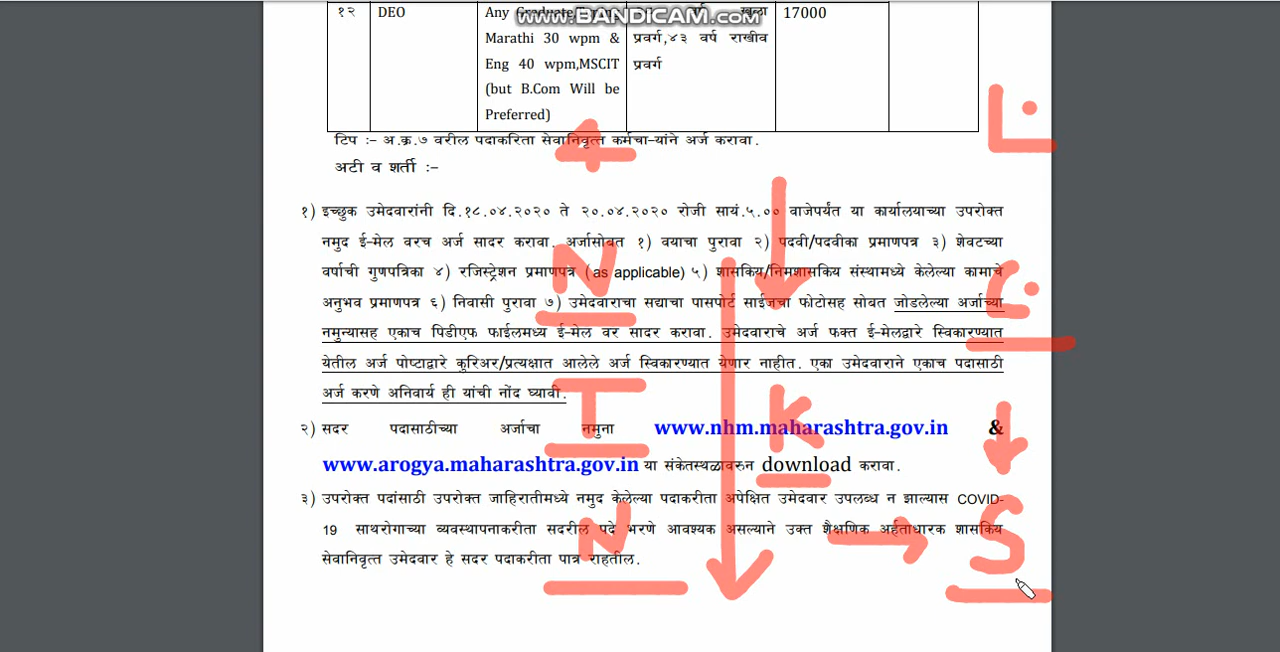 www.BANDICAM.com
१२ DEO Any Graduate वर्ष खुला 17000
Marathi 30 wpm & प्रवर्ग,४३ वर्ष राखीव
Eng 40 wpm,MSCIT प्रवर्ग
(but B.Com Will be
Preferred)
टिप :- अ.क्र.७ वरील पदाकरिता सेवानिवृत्त कर्मचा-यांने अर्ज करावा.
अटी व शर्ती :-
१) इच्छुक उमेदवारांनी दि.१८.०४.२०२० ते २०.०४.२०२० रोजी सायं.५.०० वाजेपर्यंत या कार्यालयाच्या उपरोक्त
नमुद ई-मेल वरच अर्ज सादर करावा. अर्जासोबत १) वयाचा पुरावा २) पदवी/पदवीका प्रमाणपत्र ३) शेवटच्या
वर्षाची गुणपत्रिका ४) रजिस्ट्रेशन प्रमाणपत्र (as applicable) ५) शासकिय/निमशासकिय संस्थामध्ये केलेल्या कामाचे
अनुभव प्रमाणपत्र ६) निवासी पुरावा ७) उमेदवाराचा सद्याचा पासपोर्ट साईजचा फोटोसह सोबत जोडलेल्या अर्जाच्या
नमुन्यासह एकाच पिडीएफ फाईलमध्य ई-मेल वर सादर करावा. उमेदवाराचे अर्ज फक्त ई-मेलद्वारे स्विकारण्यात
येतील अर्ज पोष्टाद्वारे कुरिअर/प्रत्यक्षात आलेले अर्ज स्विकारण्यात येणार नाहीत. एका उमेदवाराने एकाच पदासाठी
अर्ज करणे अनिवार्य ही यांची नोंद घ्यावी.
२) सदर पदासाठीच्या अर्जाचा नमुना www.nhm.maharashtra.gov.in &
www.arogya.maharashtra.gov.in या संकेतस्थळावरुन download करावा.
३) उपरोक्त पदांसाठी उपरोक्त जाहिरातीमध्ये नमुद केलेल्या पदाकरीता अपेक्षित उमेदवार उपलब्ध न झाल्यास COVID-
19 साथरोगाच्या व्यवस्थापनाकरीता सदरील पदे भरणे आवश्यक असल्याने उक्त शैक्षणिक अर्हताधारक शासकिय
सेवानिवृत्त उमेदवार हे सदर पदाकरीता पात्र राहतील.
N
I
N
K
S